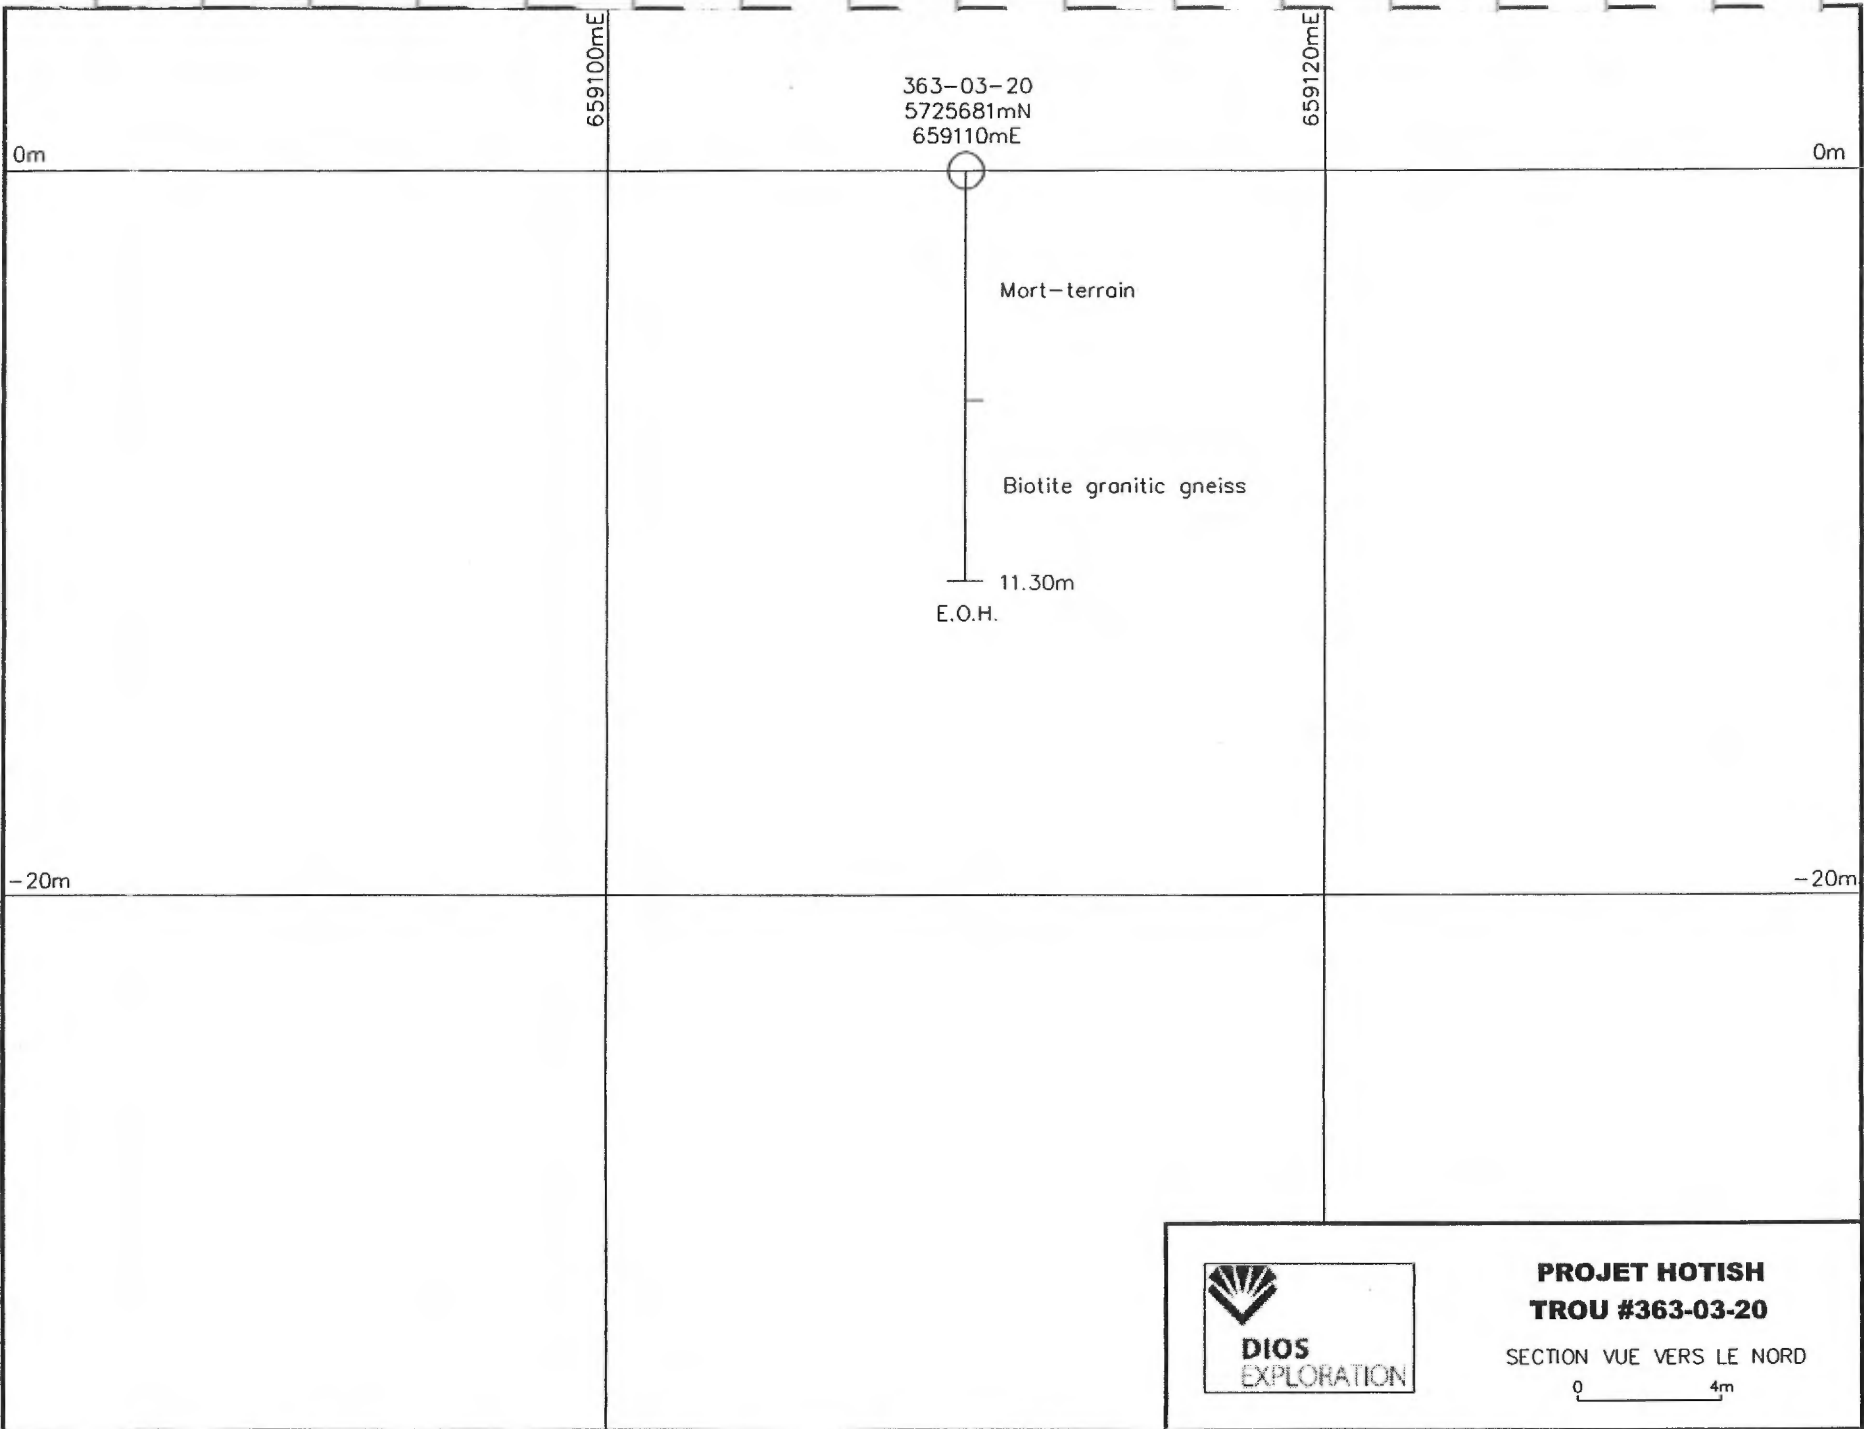 659100mE
659120mE
363-03-20
5725681mN
659110mE
0m
0m
Mort-terrain
Biotite granitic gneiss
11.30m
E.O.H.
-20m
-20m
PROJET HOTISH
TROU #363-03-20
SECTION VUE VERS LE NORD
0 4m
DIOS
EXPLORATION